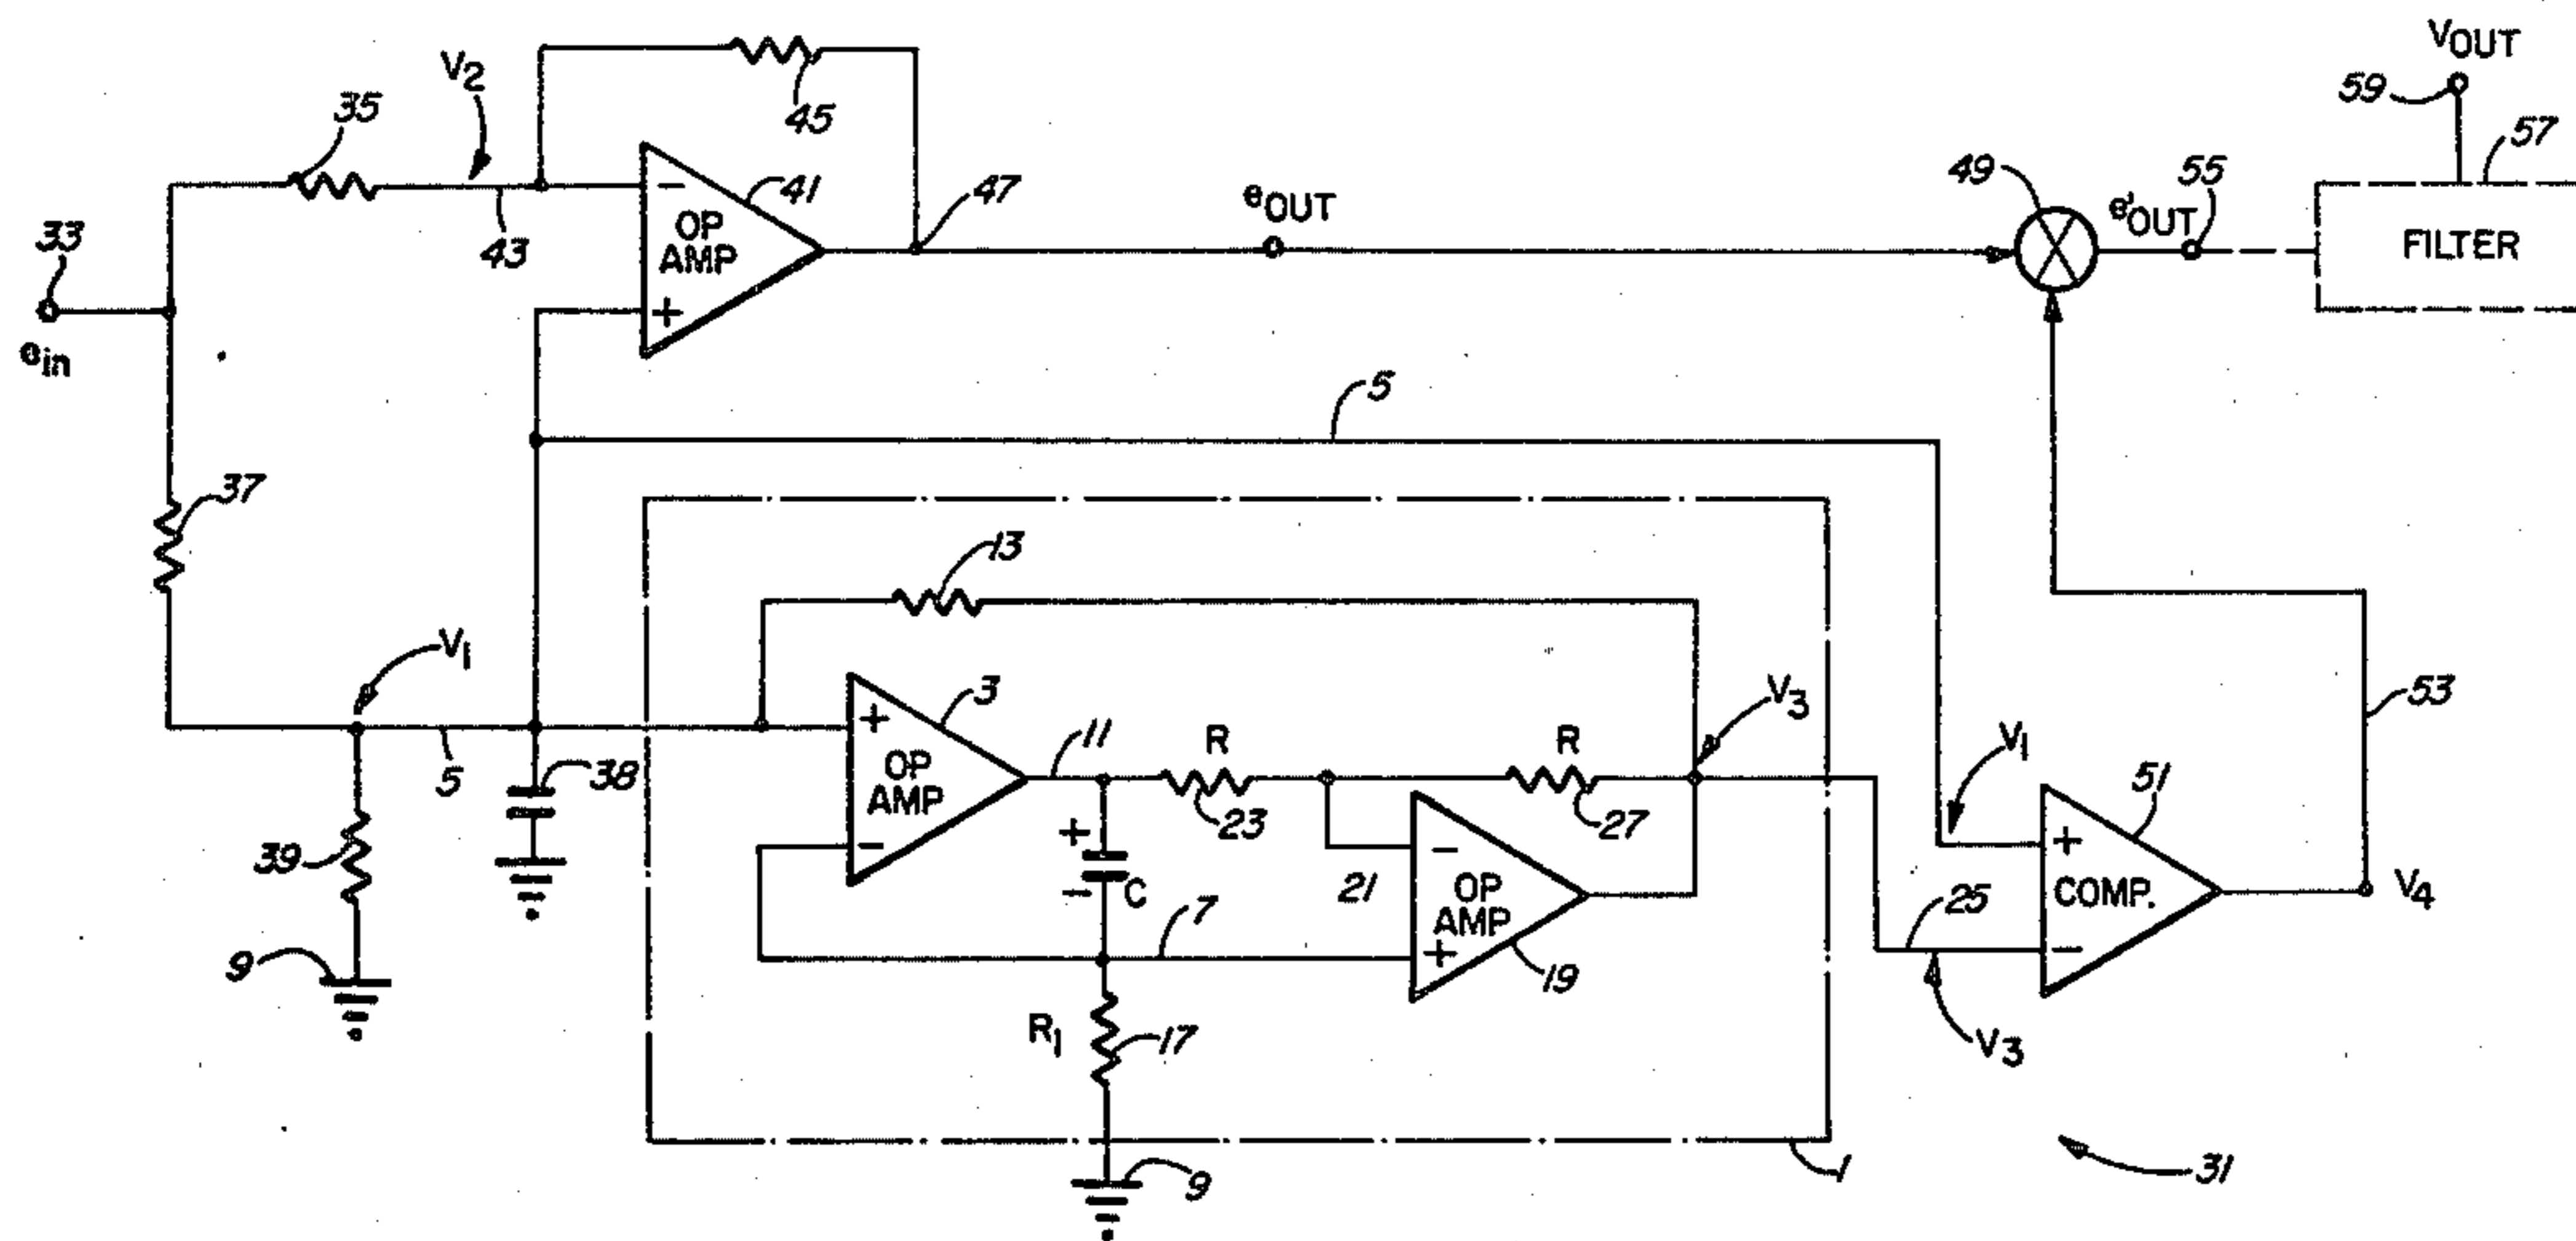 VOUT
59
57
V2
35
45
41
47
eOUT
49
e'OUT
55
FILTER
33
43
OP AMP
−
+
ein
5
37
13
V1
3
11
R
R
V3
V1
51
53
5
38
OP AMP
+
−
23
27
39
+
−
C
21
−
OP AMP
+
7
19
25
+
COMP.
−
V4
9
R1
17
V3
9
1
31